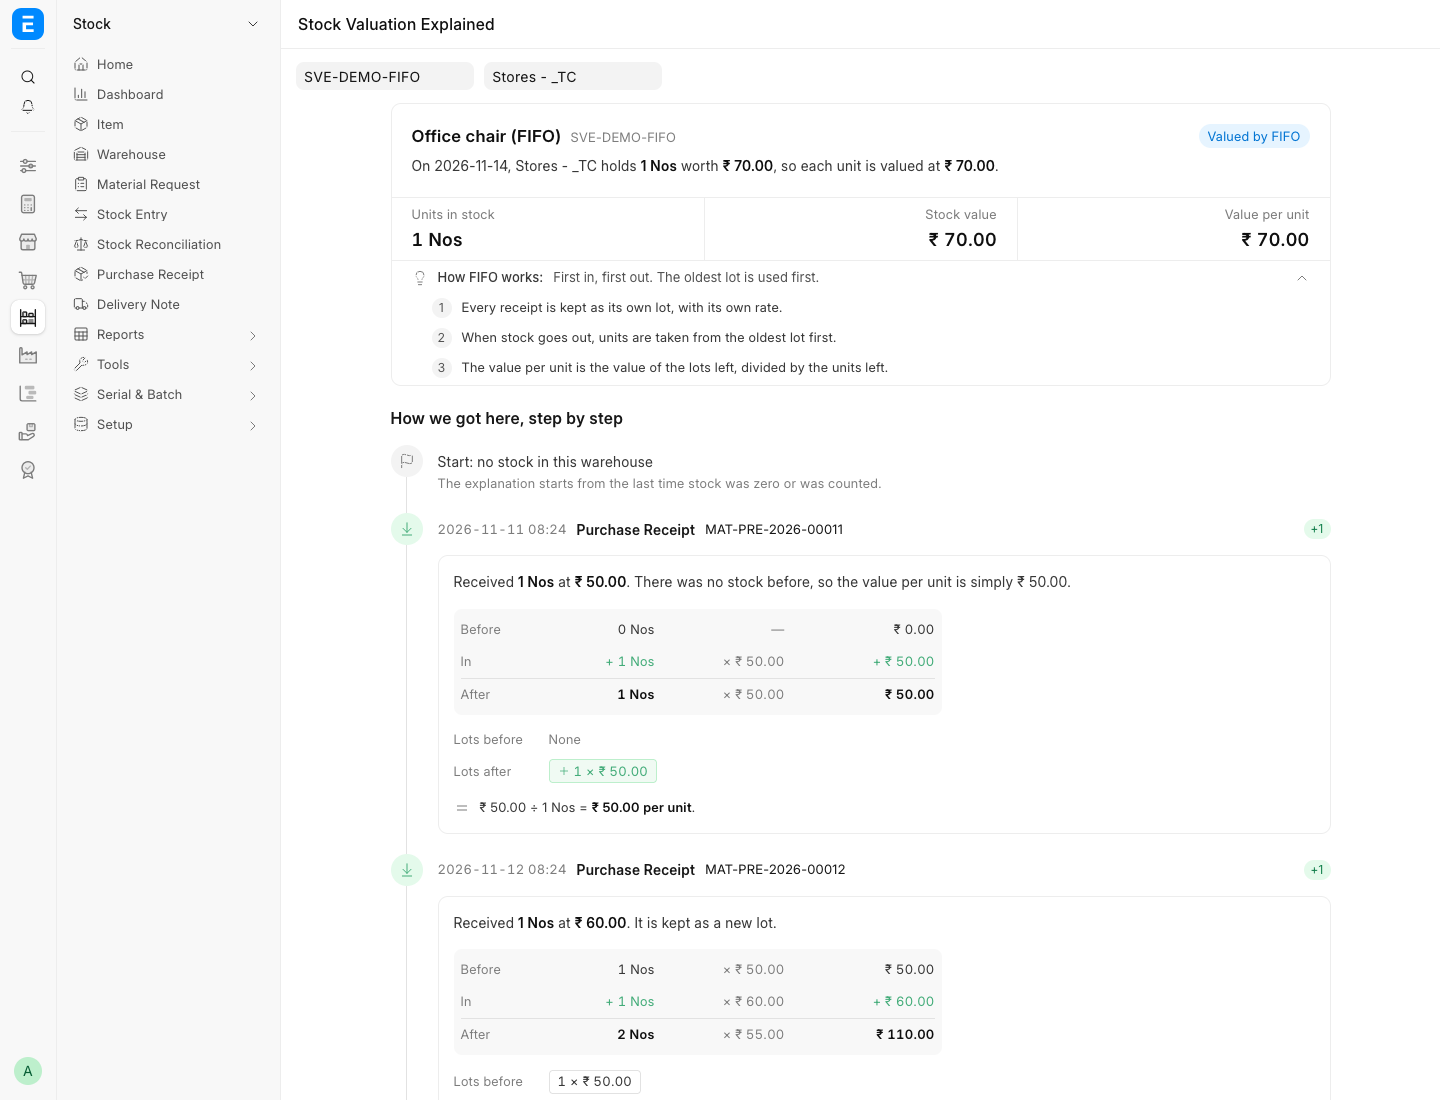 Stock
Home
Dashboard
Item
Warehouse
Material Request
Stock Entry
Stock Reconciliation
Purchase Receipt
Delivery Note
Reports
Tools
Serial & Batch
Setup
A
Stock Valuation Explained
SVE-DEMO-FIFO Stores - _TC
Office chair (FIFO) SVE-DEMO-FIFO Valued by FIFO
On 2026-11-14, Stores - _TC holds 1 Nos worth ₹ 70.00, so each unit is valued at ₹ 70.00.
Units in stock Stock value Value per unit
1 Nos ₹ 70.00 ₹ 70.00
How FIFO works: First in, first out. The oldest lot is used first.
1 Every receipt is kept as its own lot, with its own rate.
2 When stock goes out, units are taken from the oldest lot first.
3 The value per unit is the value of the lots left, divided by the units left.
How we got here, step by step
Start: no stock in this warehouse
The explanation starts from the last time stock was zero or was counted.
2026-11-11 08:24 Purchase Receipt MAT-PRE-2026-00011 +1
Received 1 Nos at ₹ 50.00. There was no stock before, so the value per unit is simply ₹ 50.00.
Before 0 Nos — ₹ 0.00
In + 1 Nos × ₹ 50.00 + ₹ 50.00
After 1 Nos × ₹ 50.00 ₹ 50.00
Lots before None
Lots after + 1 × ₹ 50.00
= ₹ 50.00 ÷ 1 Nos = ₹ 50.00 per unit.
2026-11-12 08:24 Purchase Receipt MAT-PRE-2026-00012 +1
Received 1 Nos at ₹ 60.00. It is kept as a new lot.
Before 1 Nos × ₹ 50.00 ₹ 50.00
In + 1 Nos × ₹ 60.00 + ₹ 60.00
After 2 Nos × ₹ 55.00 ₹ 110.00
Lots before 1 × ₹ 50.00